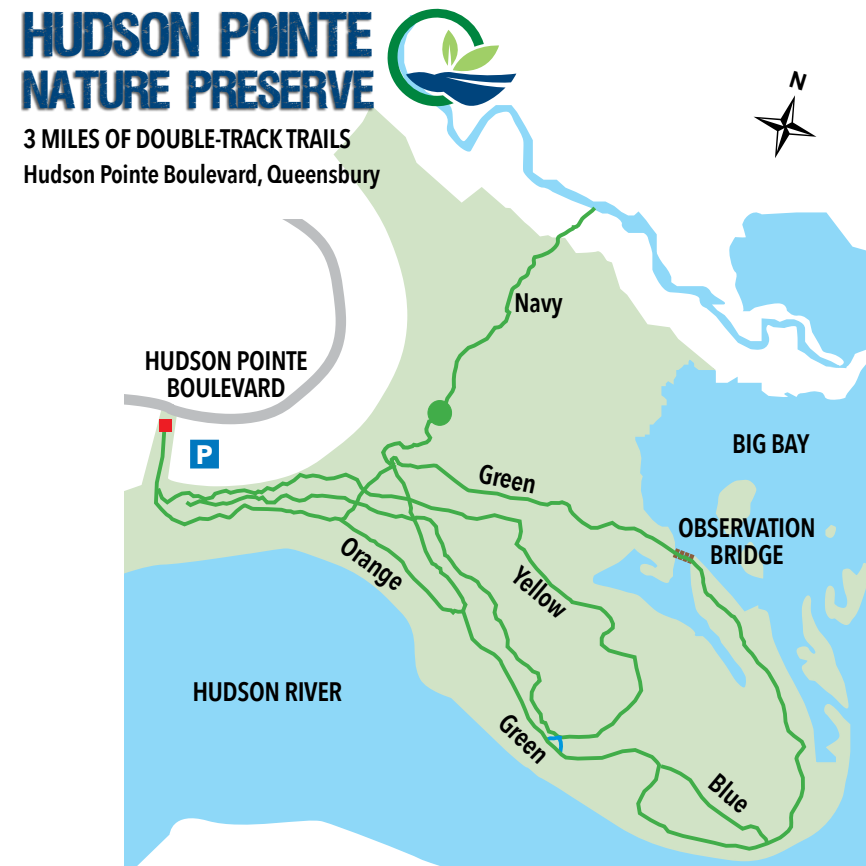 HUDSON POINTE
NATURE PRESERVE
3 MILES OF DOUBLE-TRACK TRAILS
Hudson Pointe Boulevard, Queensbury
N
Navy
HUDSON POINTE
BOULEVARD
P
BIG BAY
Green
OBSERVATION
BRIDGE
Orange
Yellow
HUDSON RIVER
Green
Blue